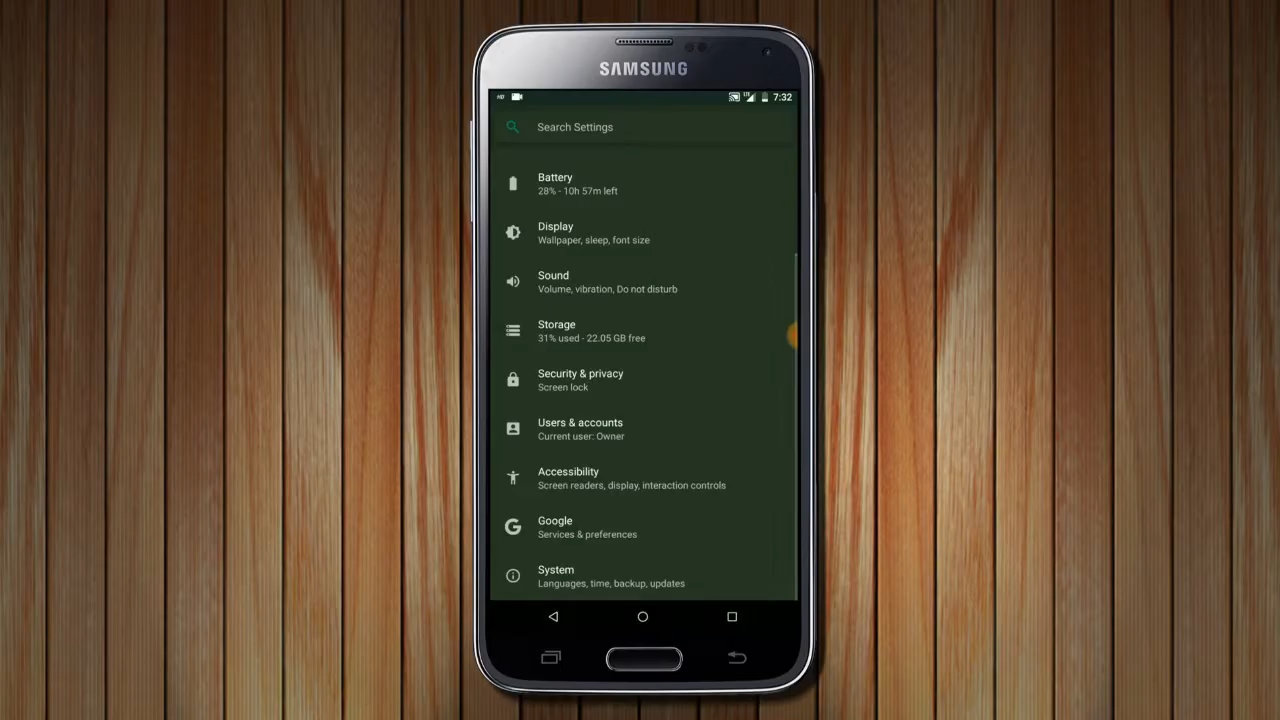 SAMSUNG
HD LTE 7:32
Search Settings
Battery
28% - 10h 57m left
Display
Wallpaper, sleep, font size
Sound
Volume, vibration, Do not disturb
Storage
31% used - 22.05 GB free
Security & privacy
Screen lock
Users & accounts
Current user: Owner
Accessibility
Screen readers, display, interaction controls
Google
Services & preferences
System
Languages, time, backup, updates